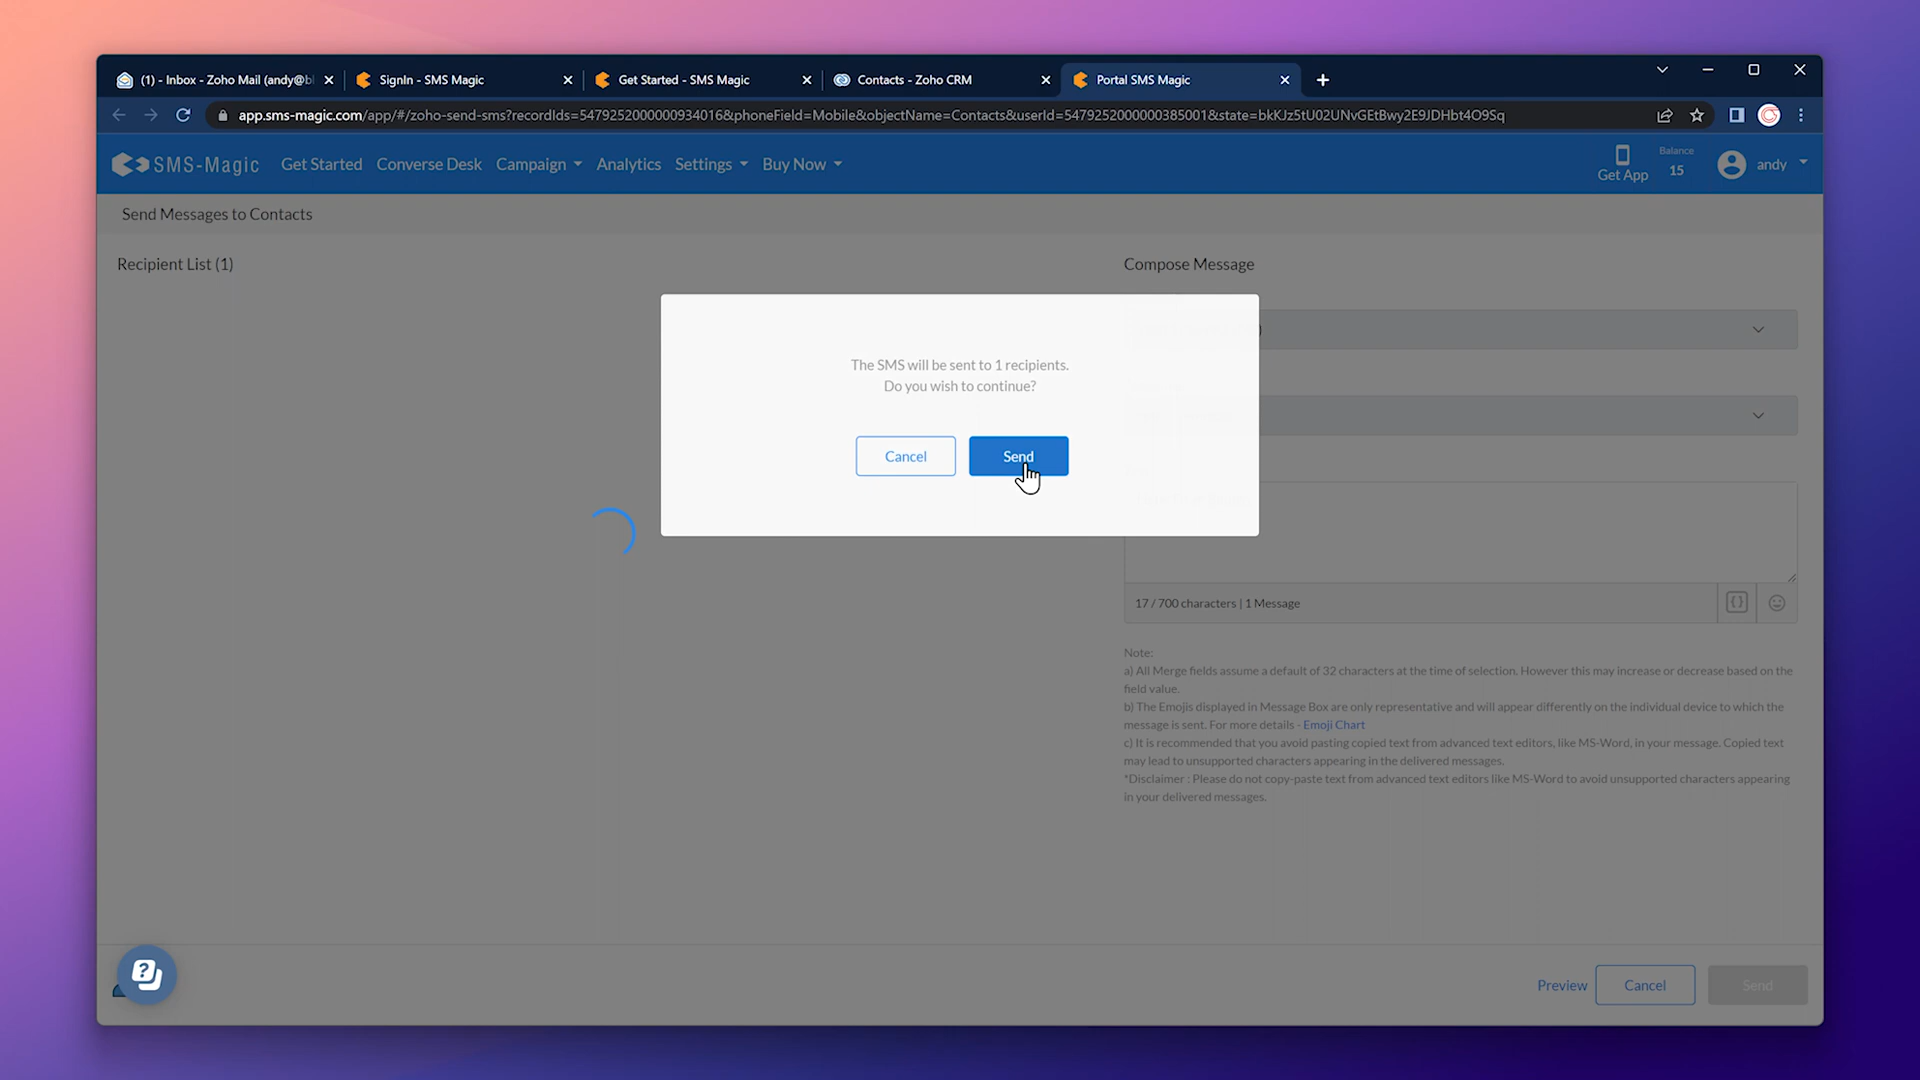 (1) - Inbox - Zoho Mail (andy@bl
SignIn - SMS Magic
Get Started - SMS Magic
Contacts - Zoho CRM
Portal SMS Magic
app.sms-magic.com/app/#/zoho-send-sms?recordIds=5479252000000934016&phoneField=Mobile&objectName=Contacts&userId=5479252000000385001&state=bkKJz5tU02UNvGEtBwy2E9JDHbt4O9Sq
SMS-Magic
Get Started
Converse Desk
Campaign
Analytics
Settings
Buy Now
Get App
Balance
15
andy
Send Messages to Contacts
Recipient List (1)
Compose Message
The SMS will be sent to 1 recipients.
Do you wish to continue?
Cancel
Send
17 / 700 characters | 1 Message
Note:
a) All Merge fields assume a default of 32 characters at the time of selection. However this may increase or decrease based on the
field value.
b) The Emojis displayed in Message Box are only representative and will appear differently on the individual device to which the
message is sent. For more details - Emoji Chart
c) It is recommended that you avoid pasting copied text from advanced text editors, like MS-Word, in your message. Copied text
may lead to unsupported characters appearing in the delivered messages.
*Disclaimer : Please do not copy-paste text from advanced text editors like MS-Word to avoid unsupported characters appearing
in your delivered messages.
Preview
Cancel
Send